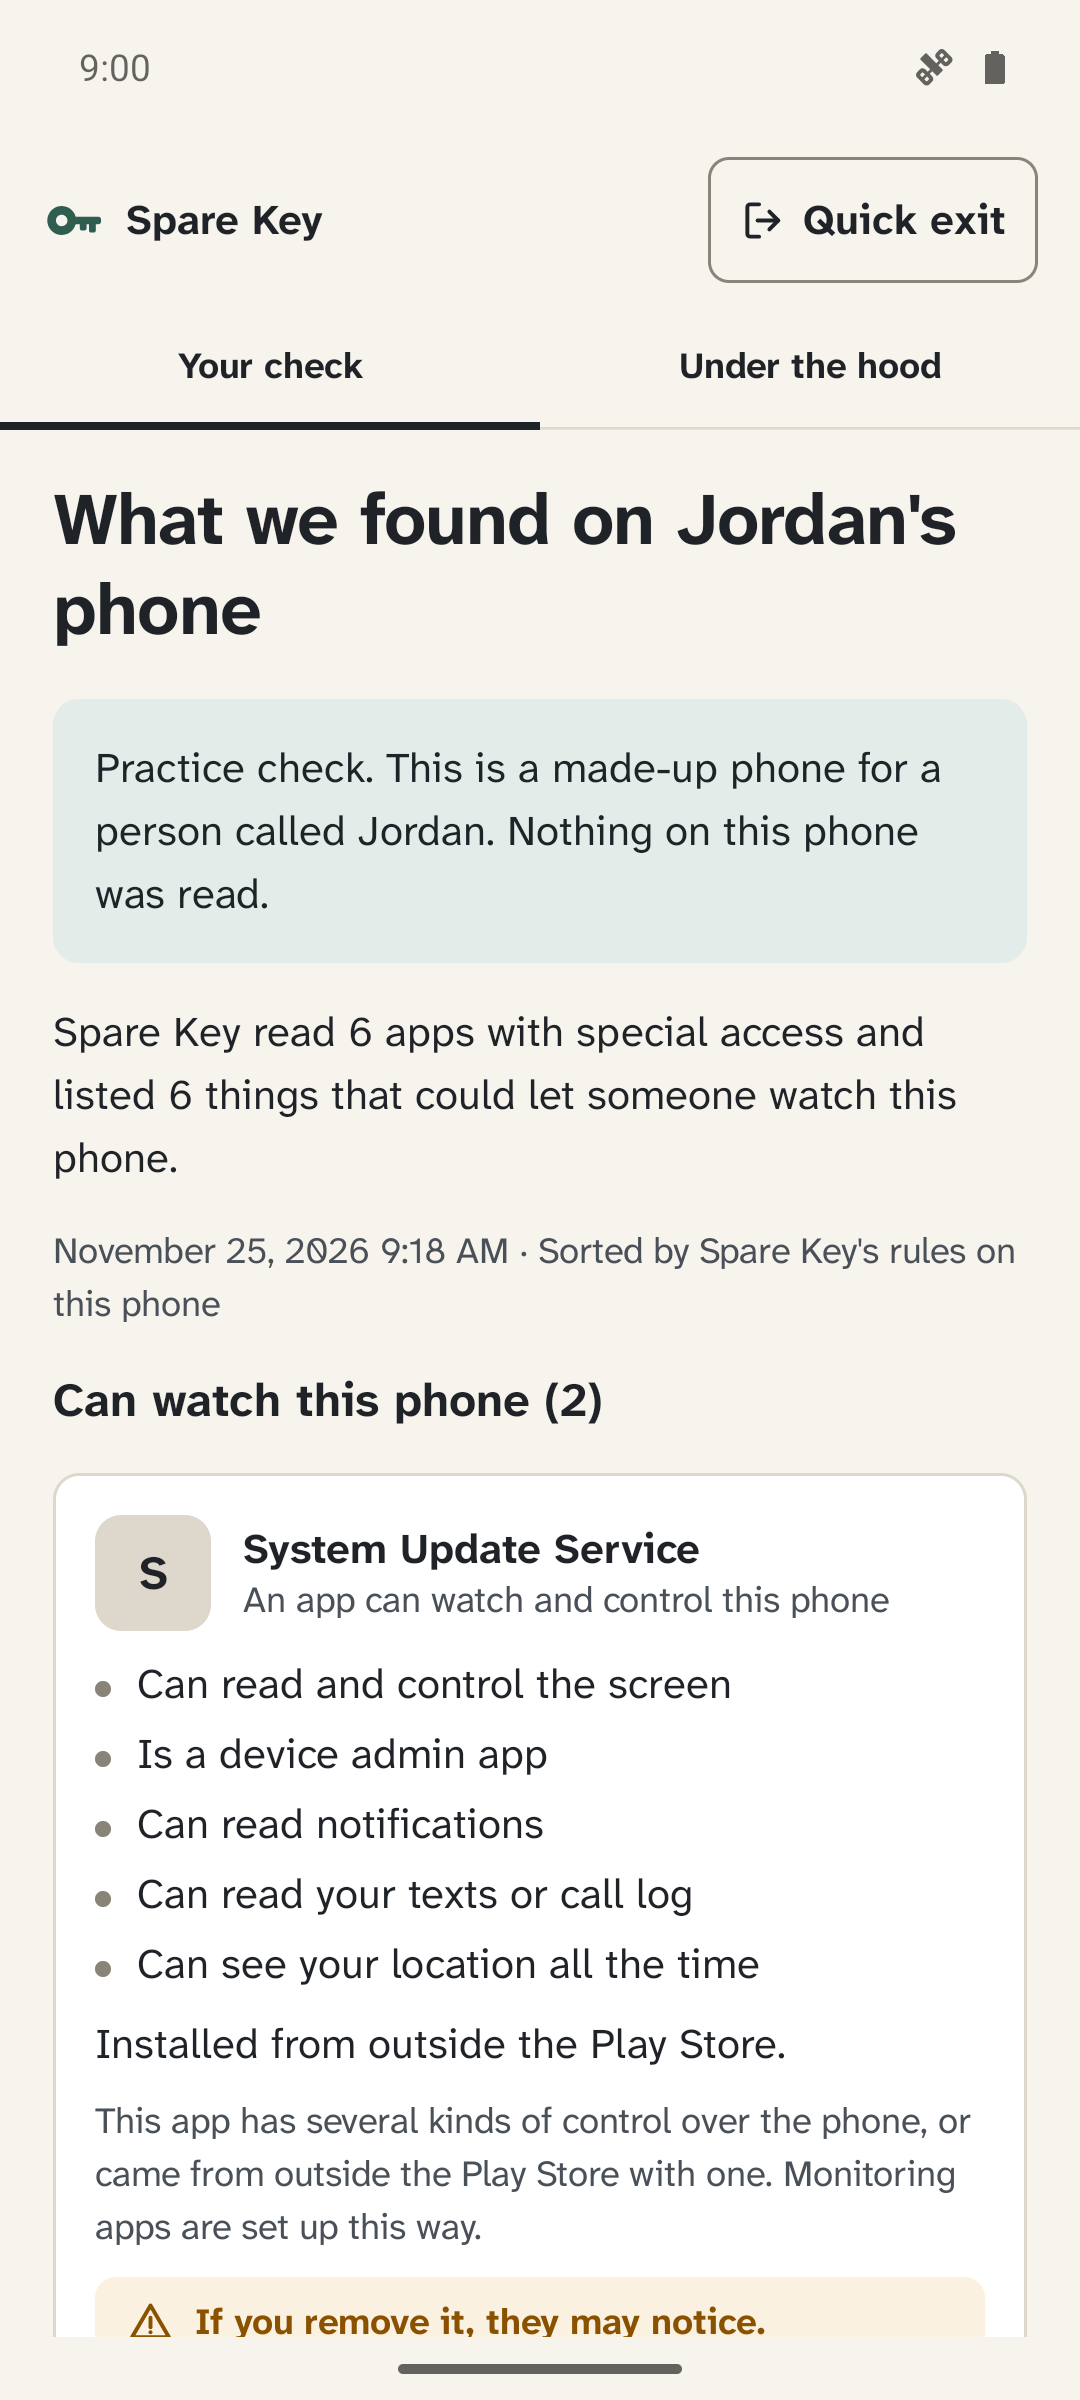 9:00
Spare Key
Quick exit
Your check
Under the hood
What we found on Jordan's
phone
Practice check. This is a made-up phone for a
person called Jordan. Nothing on this phone
was read.
Spare Key read 6 apps with special access and
listed 6 things that could let someone watch this
phone.
November 25, 2026 9:18 AM · Sorted by Spare Key's rules on
this phone
Can watch this phone (2)
S
System Update Service
An app can watch and control this phone
Can read and control the screen
Is a device admin app
Can read notifications
Can read your texts or call log
Can see your location all the time
Installed from outside the Play Store.
This app has several kinds of control over the phone, or
came from outside the Play Store with one. Monitoring
apps are set up this way.
If you remove it, they may notice.